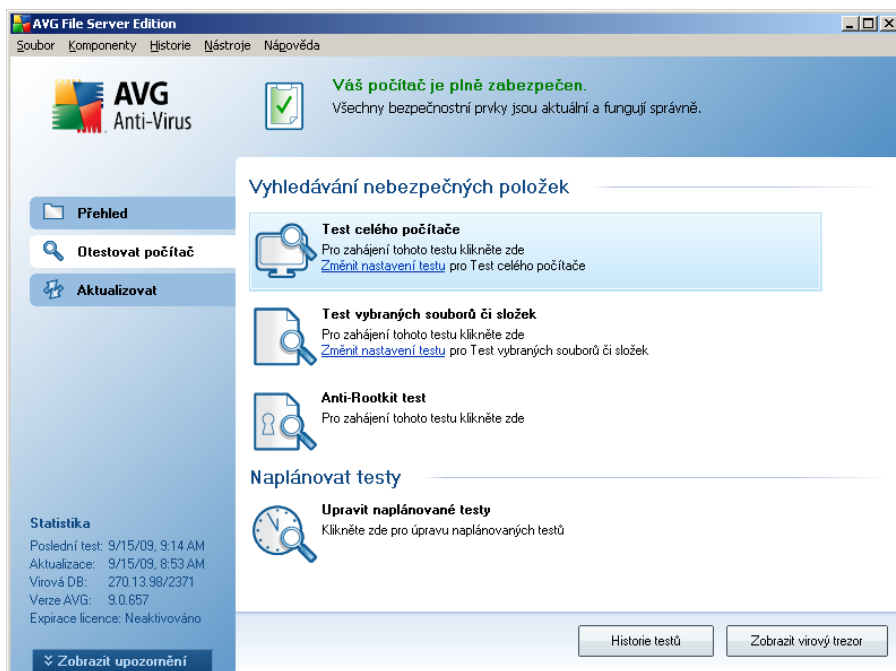 AVG File Server Edition
Soubor Komponenty Historie Nástroje Nápověda
AVG
Anti-Virus
Váš počítač je plně zabezpečen.
Všechny bezpečnostní prvky jsou aktuální a fungují správně.
Přehled
Otestovat počítač
Aktualizovat
Vyhledávání nebezpečných položek
Test celého počítače
Pro zahájení tohoto testu klikněte zde
Změnit nastavení testu pro Test celého počítače
Test vybraných souborů či složek
Pro zahájení tohoto testu klikněte zde
Změnit nastavení testu pro Test vybraných souborů či složek
Anti-Rootkit test
Pro zahájení tohoto testu klikněte zde
Naplánovat testy
Upravit naplánované testy
Klikněte zde pro úpravu naplánovaných testů
Statistika
Poslední test: 9/15/09, 9:14 AM
Aktualizace: 9/15/09, 8:53 AM
Virová DB: 270.13.98/2371
Verze AVG: 9.0.657
Expirace licence: Neaktivováno
Zobrazit upozornění
Historie testů
Zobrazit virový trezor